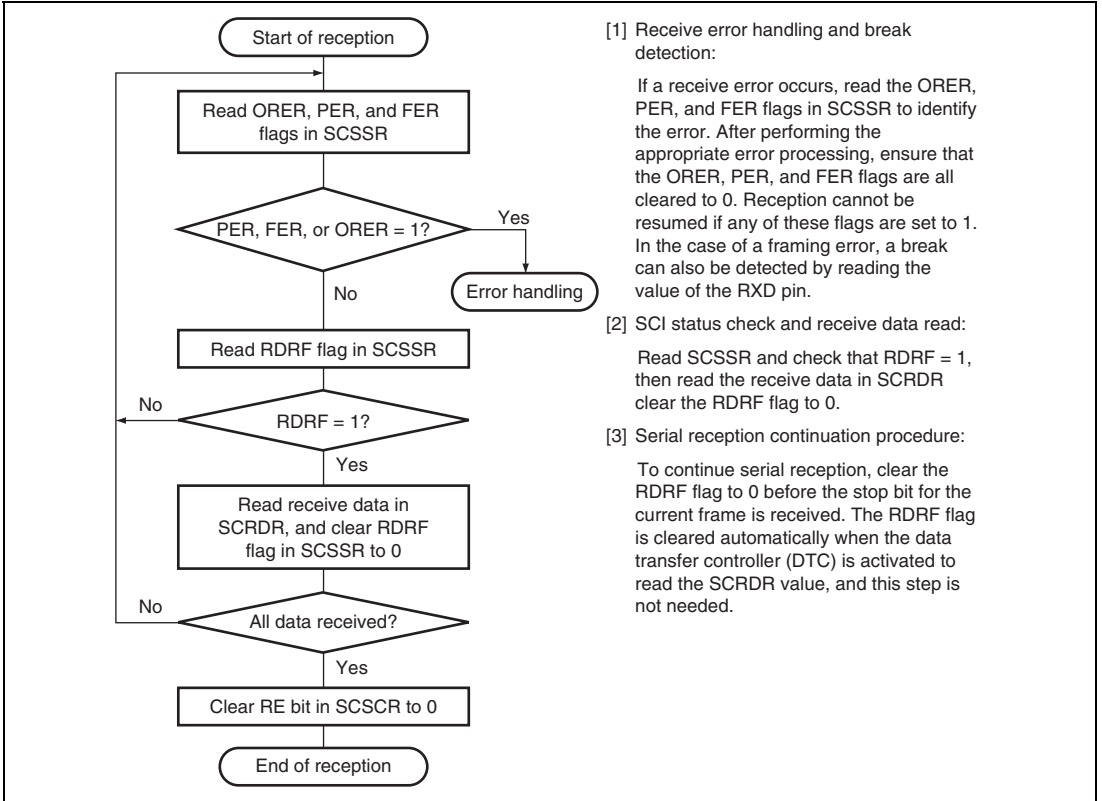 Start of reception
Read ORER, PER, and FER
flags in SCSSR
PER, FER, or ORER = 1?
Yes
Error handling
No
Read RDRF flag in SCSSR
No
RDRF = 1?
Yes
Read receive data in
SCRDR, and clear RDRF
flag in SCSSR to 0
No
All data received?
Yes
Clear RE bit in SCSCR to 0
End of reception
[1] Receive error handling and break
detection:
If a receive error occurs, read the ORER,
PER, and FER flags in SCSSR to identify
the error. After performing the
appropriate error processing, ensure that
the ORER, PER, and FER flags are all
cleared to 0. Reception cannot be
resumed if any of these flags are set to 1.
In the case of a framing error, a break
can also be detected by reading the
value of the RXD pin.
[2] SCI status check and receive data read:
Read SCSSR and check that RDRF = 1,
then read the receive data in SCRDR
clear the RDRF flag to 0.
[3] Serial reception continuation procedure:
To continue serial reception, clear the
RDRF flag to 0 before the stop bit for the
current frame is received. The RDRF flag
is cleared automatically when the data
transfer controller (DTC) is activated to
read the SCRDR value, and this step is
not needed.